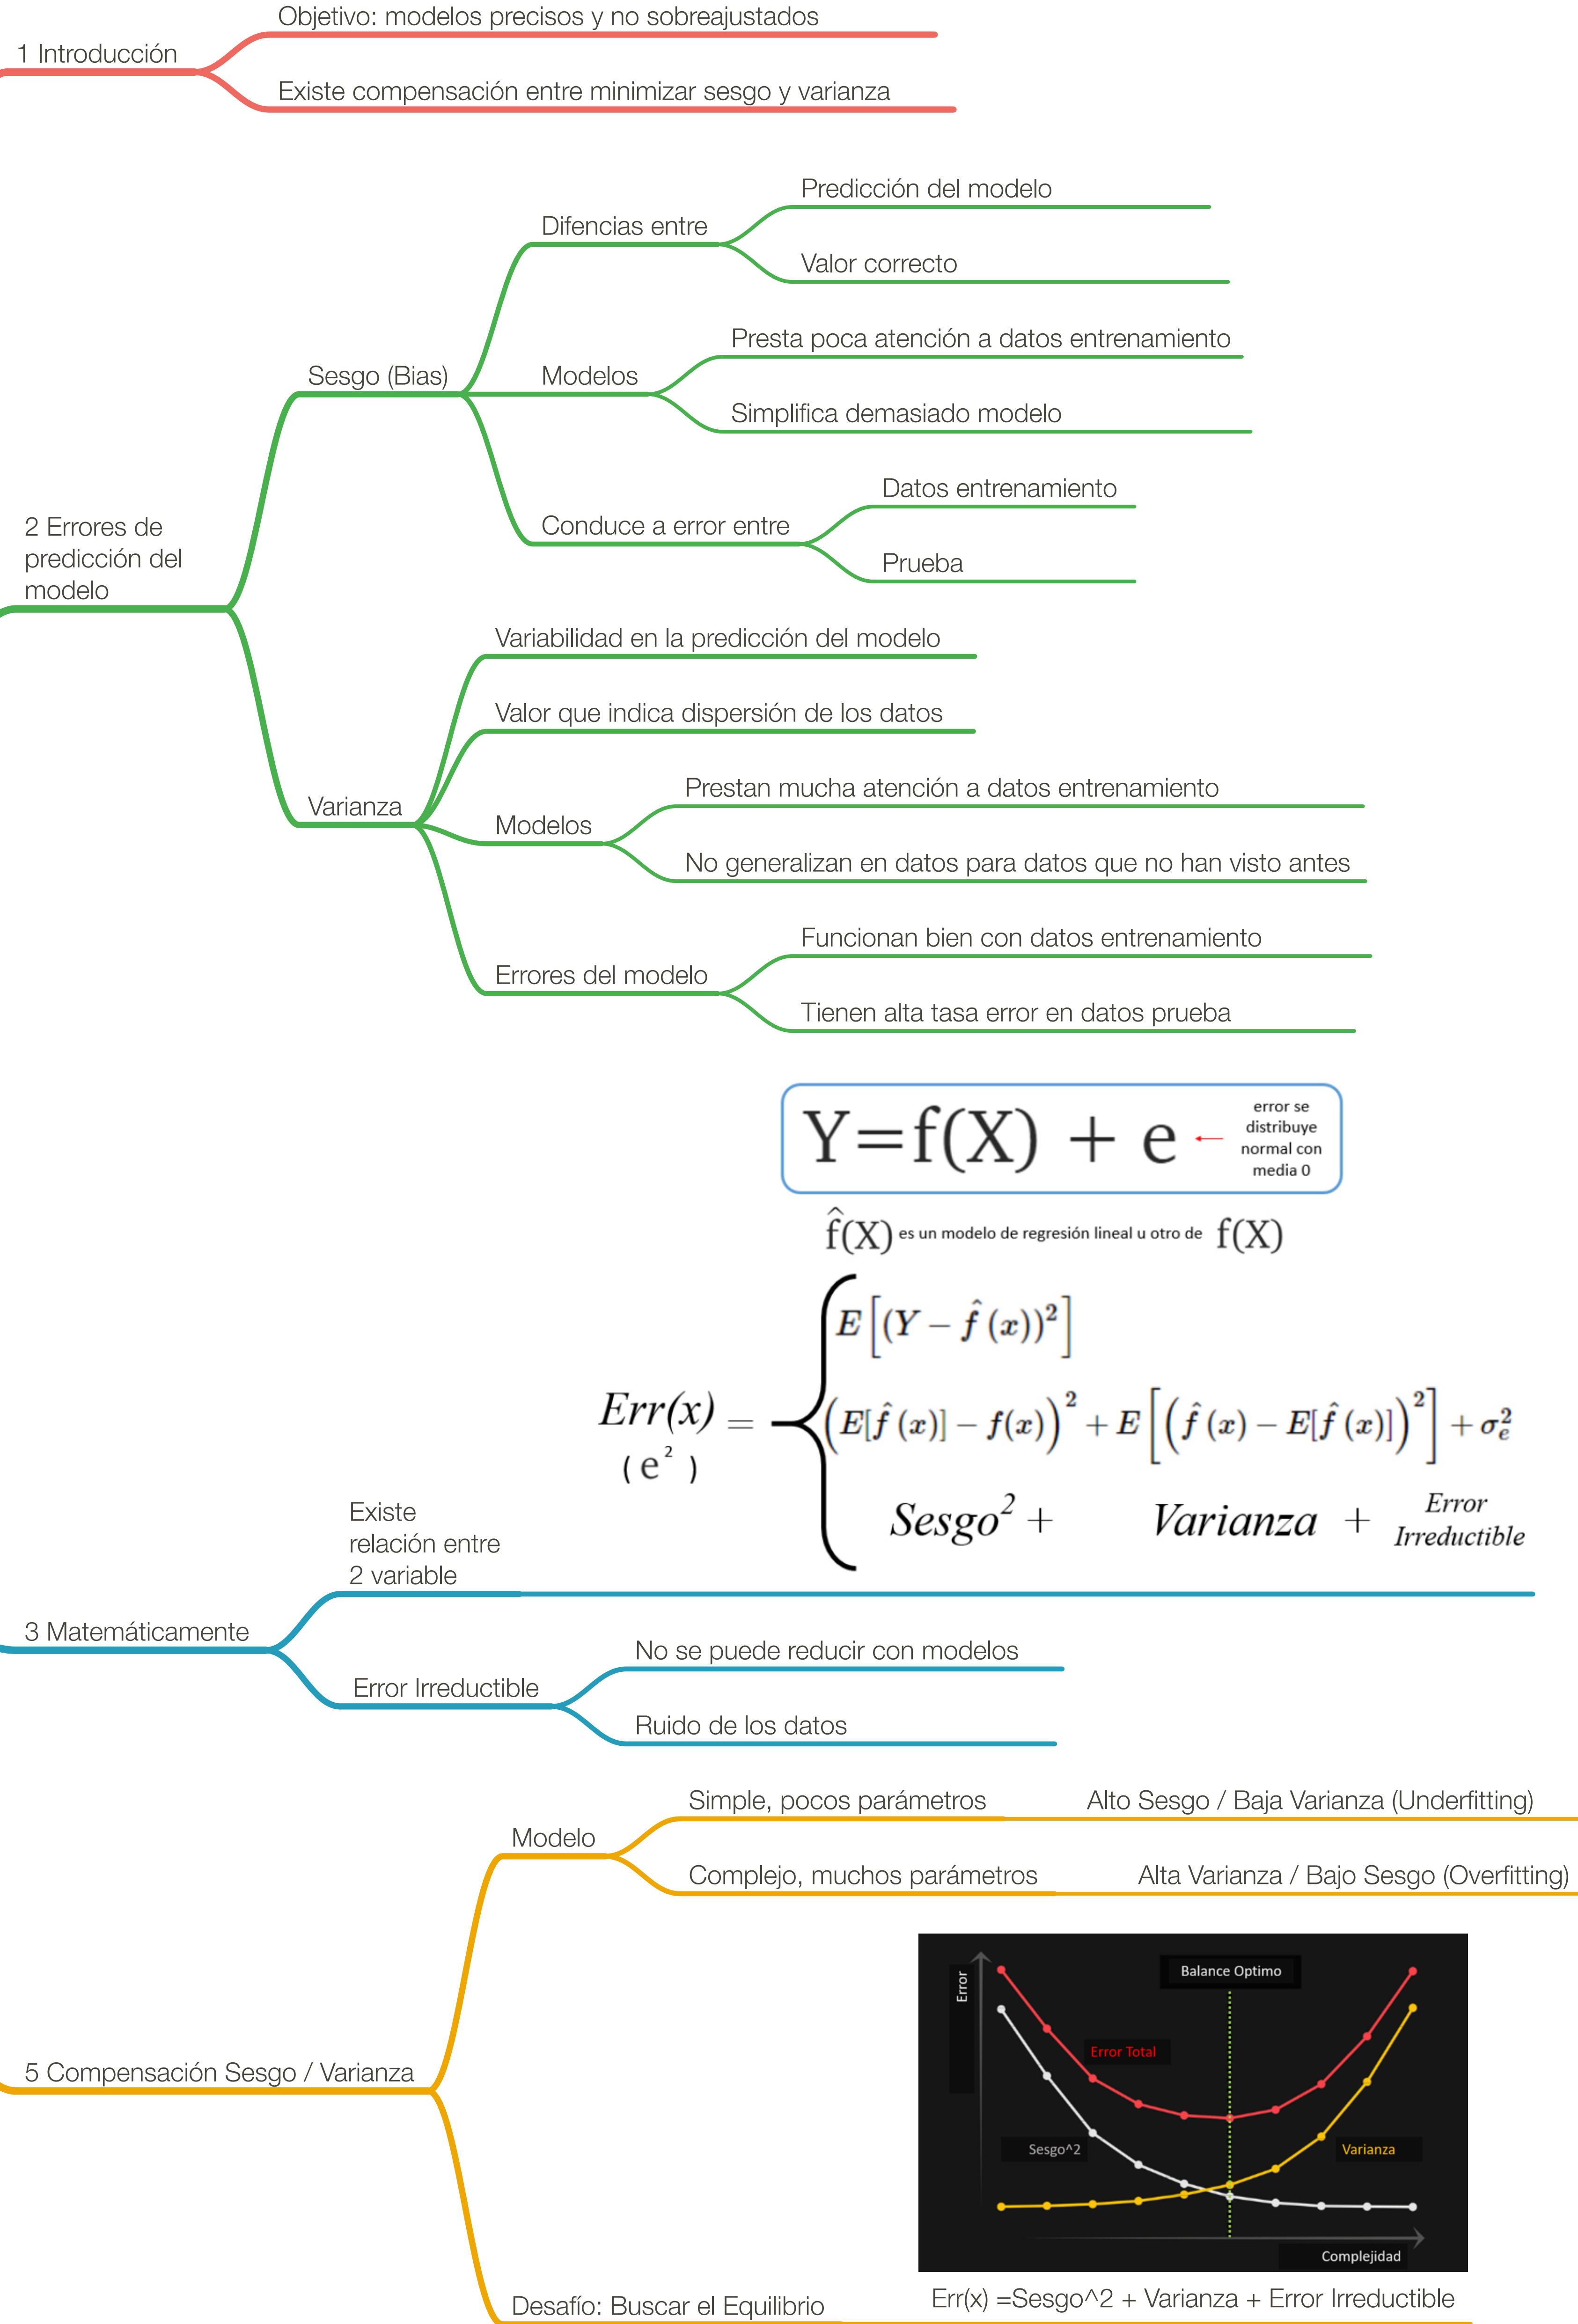 1 Introducción
Objetivo: modelos precisos y no sobreajustados
Existe compensación entre minimizar sesgo y varianza
2 Errores de
predicción del
modelo
Sesgo (Bias)
Difencias entre
Predicción del modelo
Valor correcto
Modelos
Presta poca atención a datos entrenamiento
Simplifica demasiado modelo
Conduce a error entre
Datos entrenamiento
Prueba
Varianza
Variabilidad en la predicción del modelo
Valor que indica dispersión de los datos
Modelos
Prestan mucha atención a datos entrenamiento
No generalizan en datos para datos que no han visto antes
Errores del modelo
Funcionan bien con datos entrenamiento
Tienen alta tasa error en datos prueba
3 Matemáticamente
Existe
relación entre
2 variable
Y=f(X) + e ←
error se
distribuye
normal con
media 0
f̂(X) es un modelo de regresión lineal u otro de f(X)
Err(x) =
( e² )
E[(Y − f̂ (x))²]
(E[f̂ (x)] − f(x))² + E[(f̂ (x) − E[f̂ (x)])²] + σₑ²
Sesgo² + Varianza + Error
Irreductible
Error Irreductible
No se puede reducir con modelos
Ruido de los datos
5 Compensación Sesgo / Varianza
Modelo
Simple, pocos parámetros
Alto Sesgo / Baja Varianza (Underfitting)
Complejo, muchos parámetros
Alta Varianza / Bajo Sesgo (Overfitting)
Desafío: Buscar el Equilibrio
Error
Balance Optimo
Error Total
Sesgo^2
Varianza
Complejidad
Err(x) =Sesgo^2 + Varianza + Error Irreductible